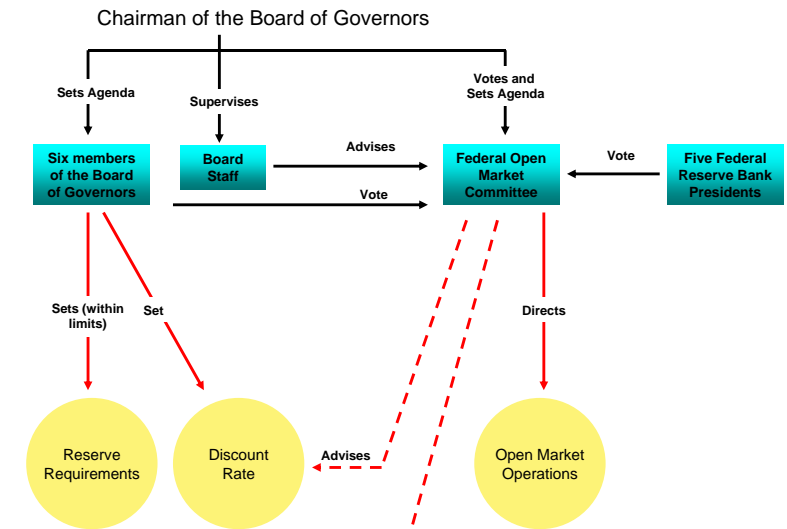 Chairman of the Board of Governors
Sets Agenda
Supervises
Votes and
Sets Agenda
Six members
of the Board
of Governors
Board
Staff
Advises
Vote
Federal Open
Market
Committee
Vote
Five Federal
Reserve Bank
Presidents
Sets (within
limits)
Set
Directs
Reserve
Requirements
Discount
Rate
Advises
Open Market
Operations